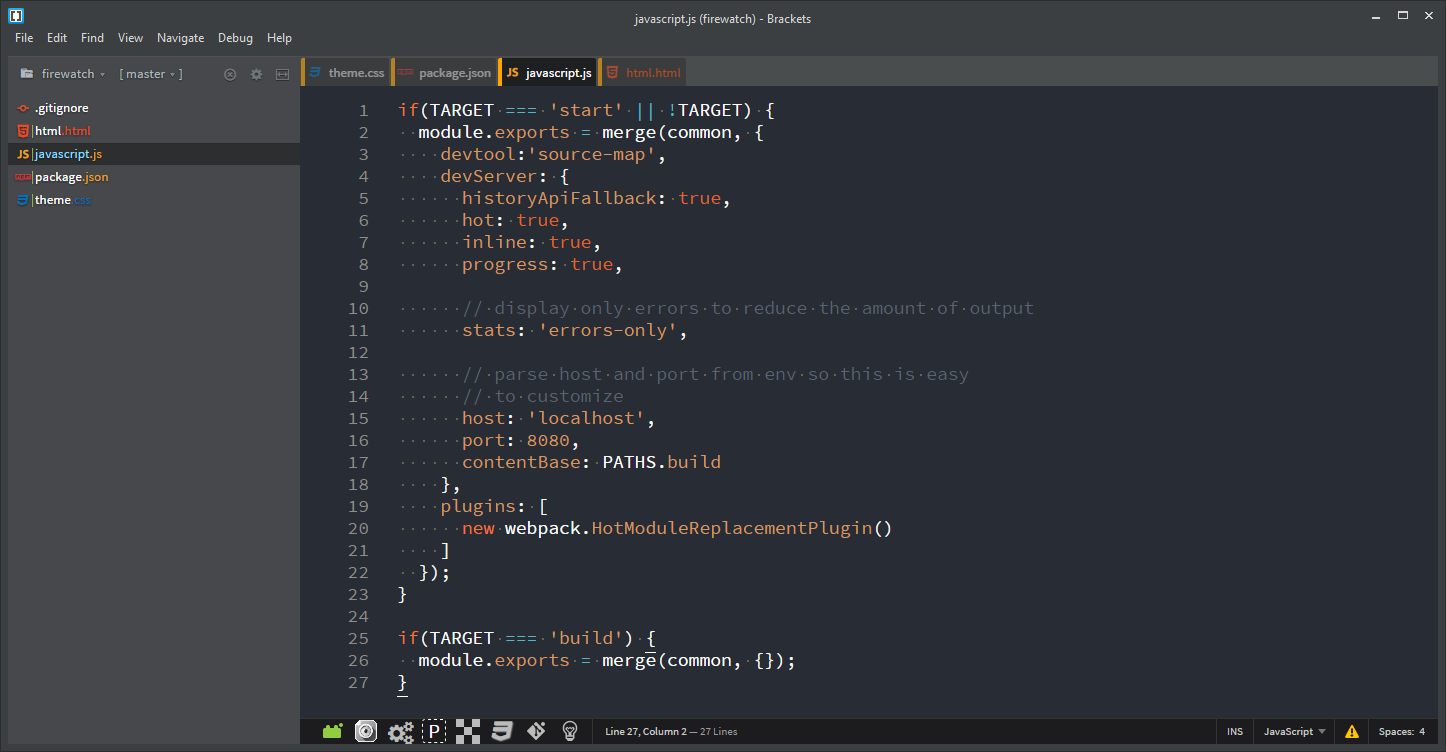 javascript.js (firewatch) - Brackets
File Edit Find View Navigate Debug Help
firewatch [ master ]
theme.css package.json JS javascript.js html.html
.gitignore
html.html
JS javascript.js
package.json
theme.css
1 if(TARGET === 'start' || !TARGET) {
2 module.exports = merge(common, {
3 devtool:'source-map',
4 devServer: {
5 historyApiFallback: true,
6 hot: true,
7 inline: true,
8 progress: true,
9
10 // display only errors to reduce the amount of output
11 stats: 'errors-only',
12
13 // parse host and port from env so this is easy
14 // to customize
15 host: 'localhost',
16 port: 8080,
17 contentBase: PATHS.build
18 },
19 plugins: [
20 new webpack.HotModuleReplacementPlugin()
21 ]
22 });
23 }
24
25 if(TARGET === 'build') {
26 module.exports = merge(common, {});
27 }
P Line 27, Column 2 — 27 Lines INS JavaScript Spaces: 4